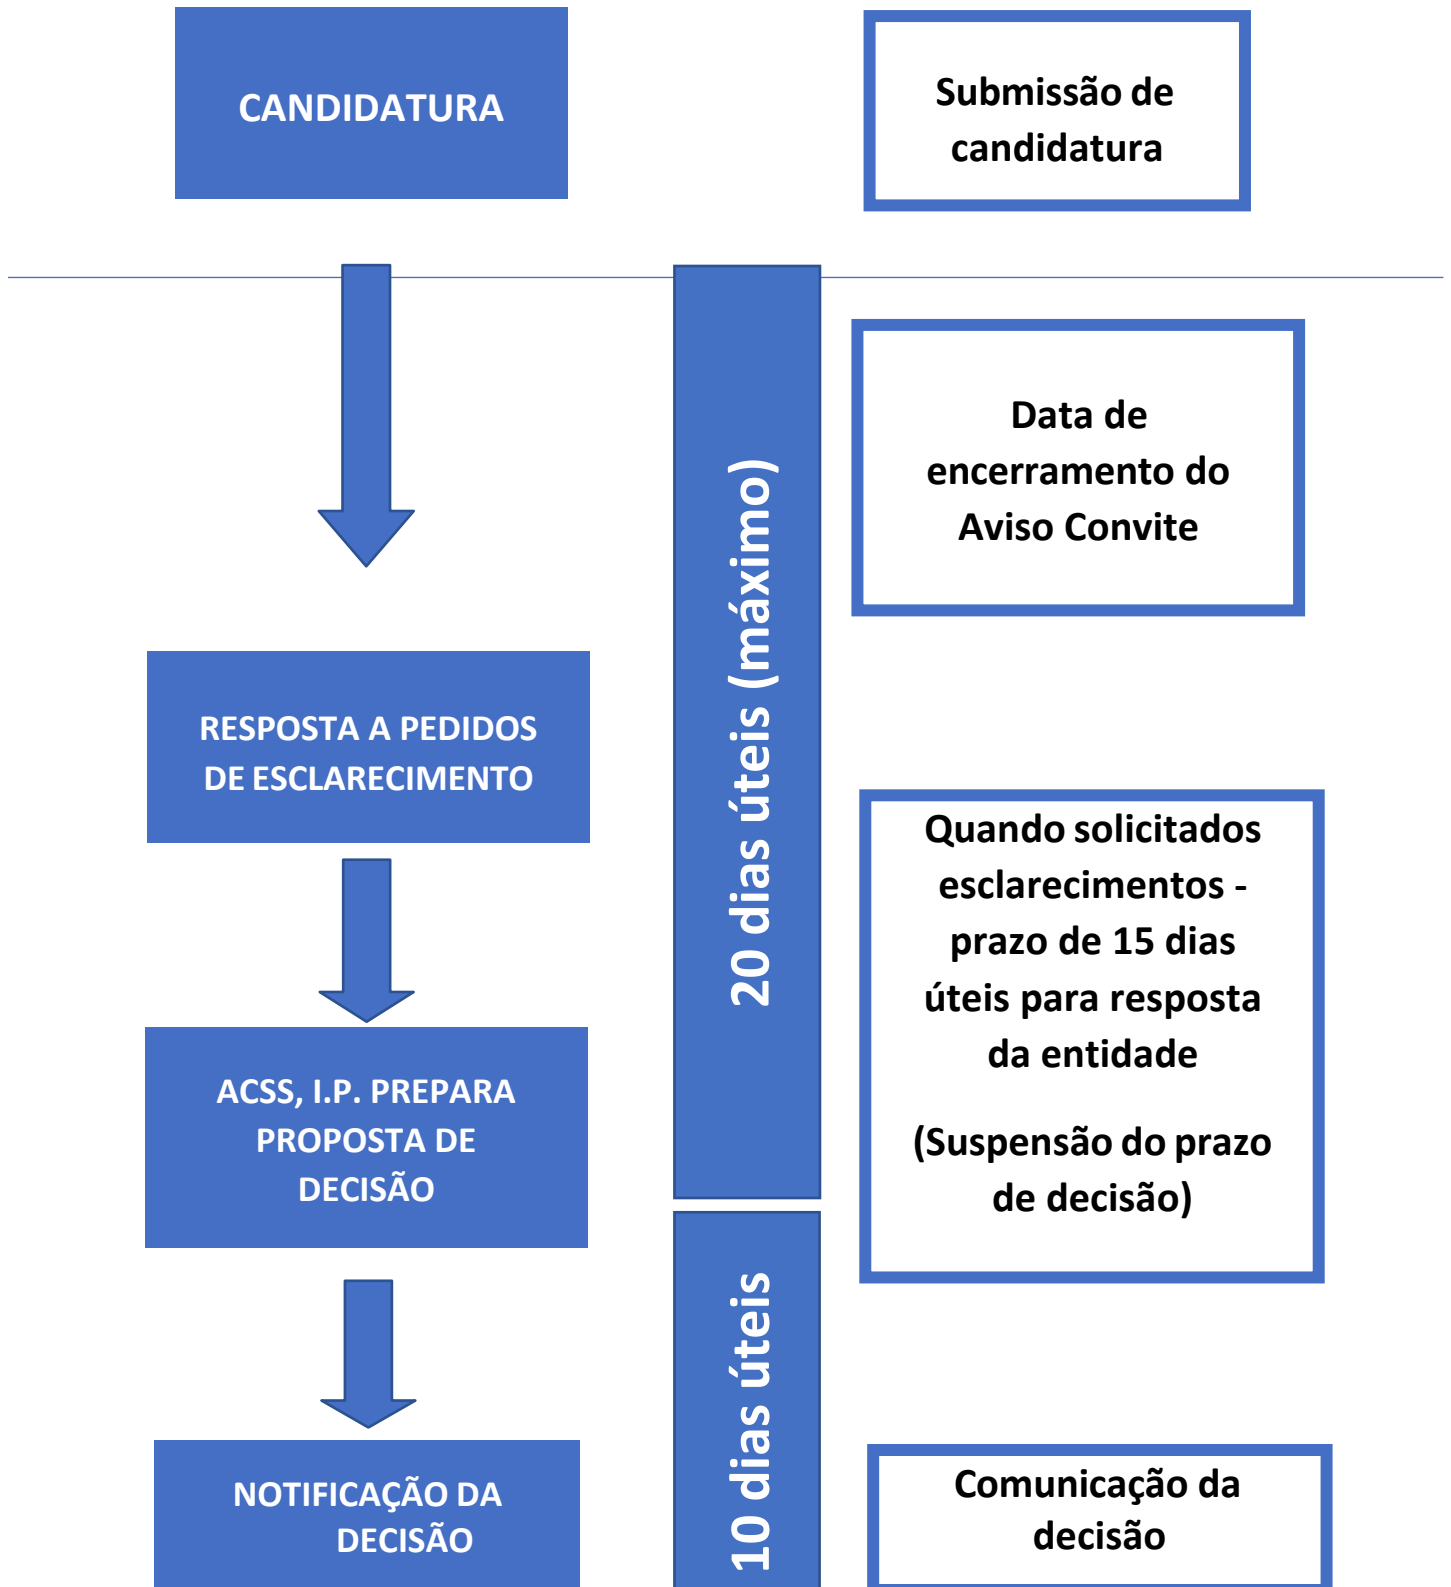 CANDIDATURA
Submissão de
candidatura
Data de
encerramento do
Aviso Convite
20 dias úteis (máximo)
RESPOSTA A PEDIDOS
DE ESCLARECIMENTO
Quando solicitados
esclarecimentos -
prazo de 15 dias
úteis para resposta
da entidade
(Suspensão do prazo
de decisão)
ACSS, I.P. PREPARA
PROPOSTA DE
DECISÃO
10 dias úteis
NOTIFICAÇÃO DA
DECISÃO
Comunicação da
decisão